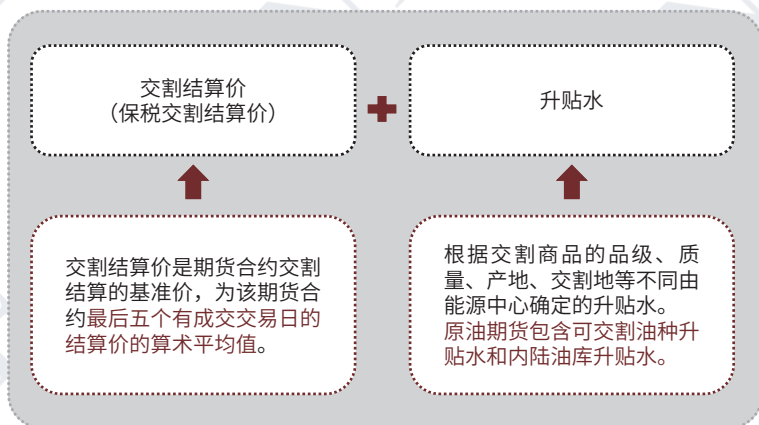 交割结算价
（保税交割结算价）
升贴水
交割结算价是期货合约交割
结算的基准价，为该期货合
约最后五个有成交交易日的
结算价的算术平均值。
根据交割商品的品级、质
量、产地、交割地等不同由
能源中心确定的升贴水。
原油期货包含可交割油种升
贴水和内陆油库升贴水。